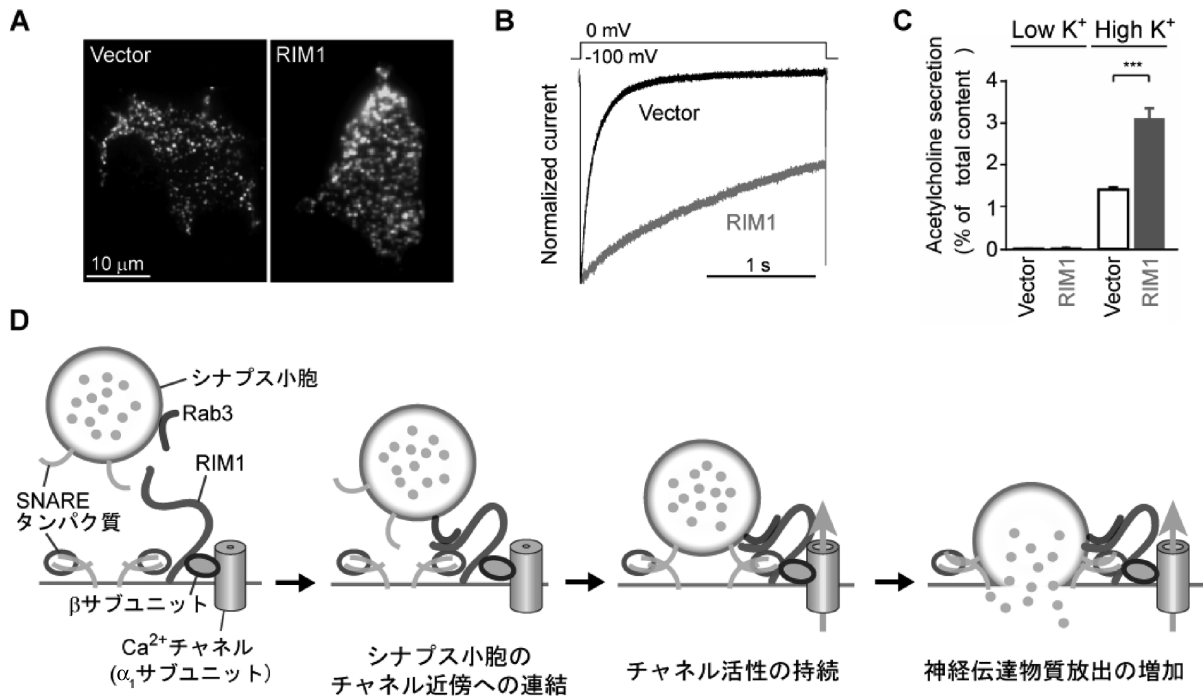 A
Vector
RIM1
10 μm
B
0 mV
-100 mV
Normalized current
Vector
RIM1
1 s
C
Low K+ High K+
***
Acetylcholine secretion
(% of total content)
4
3
2
1
0
Vector
RIM1
Vector
RIM1
D
シナプス小胞
Rab3
RIM1
SNARE
タンパク質
βサブユニット
Ca2+チャネル
(α1サブユニット)
シナプス小胞の
チャネル近傍への連結
チャネル活性の持続
神経伝達物質放出の増加